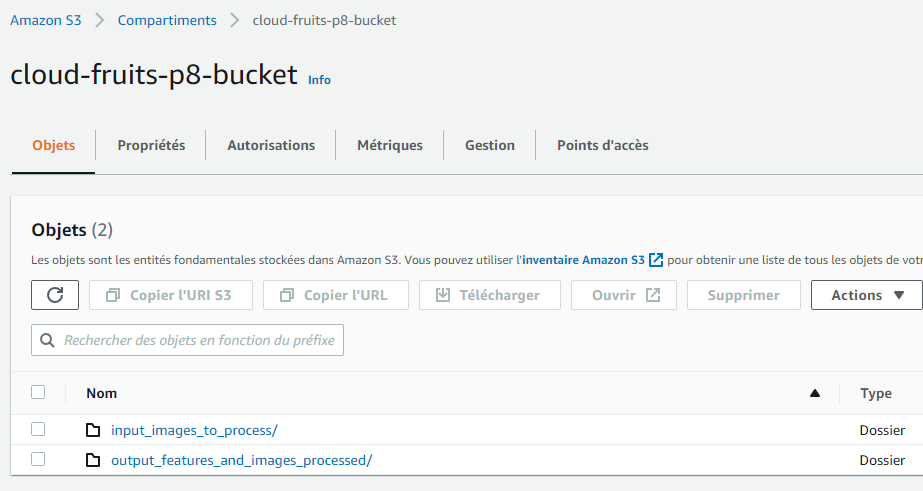 Amazon S3 > Compartiments > cloud-fruits-p8-bucket
cloud-fruits-p8-bucket Info
Objets Propriétés Autorisations Métriques Gestion Points d'accès
Objets (2)
Les objets sont les entités fondamentales stockées dans Amazon S3. Vous pouvez utiliser l'inventaire Amazon S3 pour obtenir une liste de tous les objets de
Copier l'URI S3 Copier l'URL Télécharger Ouvrir Supprimer Actions
Rechercher des objets en fonction du préfixe
Nom Type
input_images_to_process/ Dossier
output_features_and_images_processed/ Dossier